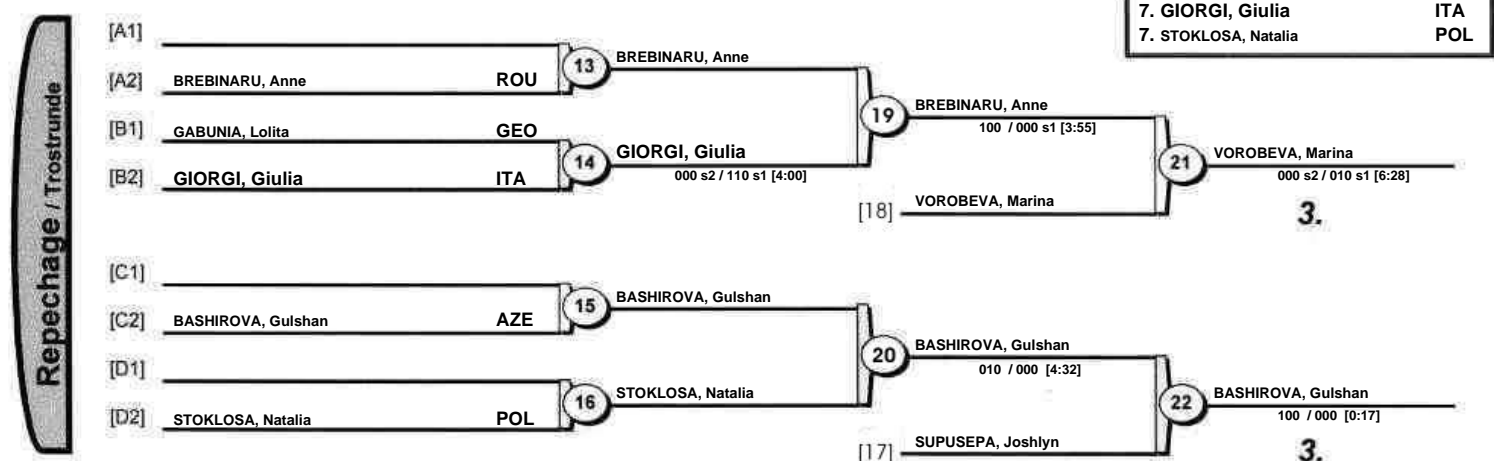 7. GIORGI, Giulia ITA
7. STOKLOSA, Natalia POL
Repechage / Trostrunde
[A1]
[A2] BREBINARU, Anne ROU
13 BREBINARU, Anne
[B1] GABUNIA, Lolita GEO
[B2] GIORGI, Giulia ITA
14 GIORGI, Giulia
000 s2 / 110 s1 [4:00]
19 BREBINARU, Anne
100 / 000 s1 [3:55]
[18] VOROBEVA, Marina
21 VOROBEVA, Marina
000 s2 / 010 s1 [6:28]
3.
[C1]
[C2] BASHIROVA, Gulshan AZE
15 BASHIROVA, Gulshan
[D1]
[D2] STOKLOSA, Natalia POL
16 STOKLOSA, Natalia
20 BASHIROVA, Gulshan
010 / 000 [4:32]
[17] SUPUSEPA, Joshlyn
22 BASHIROVA, Gulshan
100 / 000 [0:17]
3.